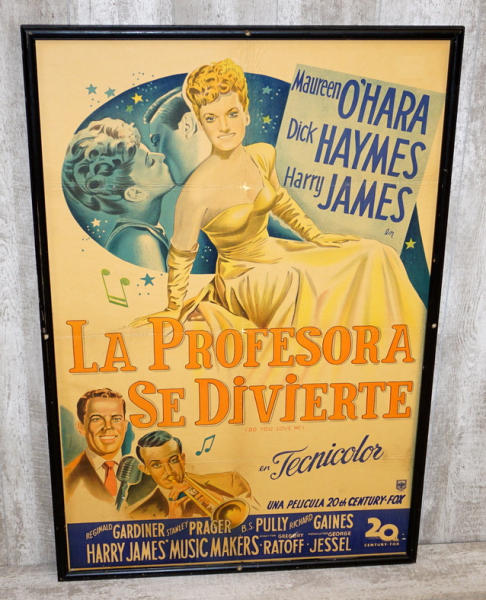 Maureen O'HARA
Dick HAYMES
Harry JAMES
en
LA PROFESORA
SE DIVIERTE
(DO YOU LOVE ME)
en Tecnicolor
UNA PELICULA 20th CENTURY-FOX
REGINALD GARDINER STANLEY PRAGER B.S. PULLY RICHARD GAINES
HARRY JAMES' MUSIC MAKERS GREGORY RATOFF GEORGE JESSEL
20
CENTURY-FOX